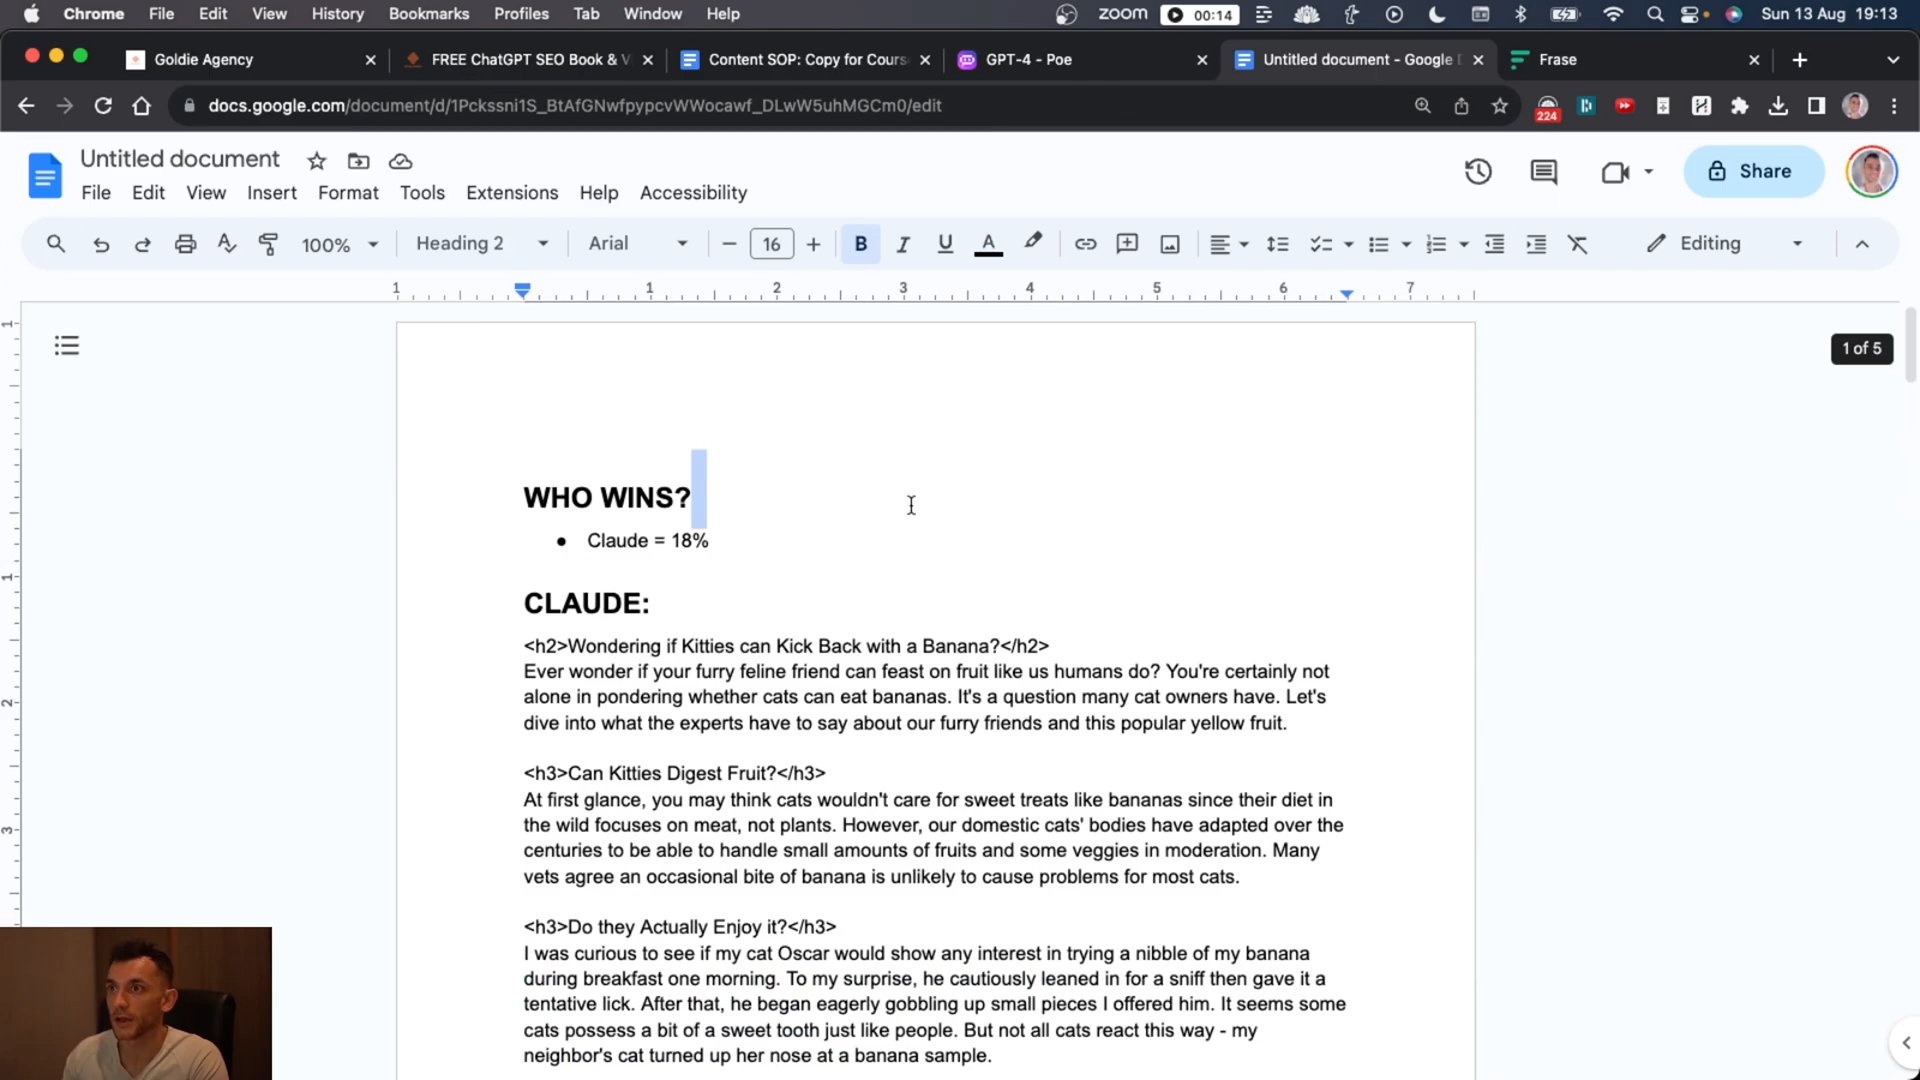 Chrome File Edit View History Bookmarks Profiles Tab Window Help zoom 00:14 Sun 13 Aug 19:13
Goldie Agency FREE ChatGPT SEO Book & V Content SOP: Copy for Cours GPT-4 - Poe Untitled document - Google D Frase
docs.google.com/document/d/1Pckssni1S_BtAfGNwfpypcvWWocawf_DLwW5uhMGCm0/edit 224
Untitled document
File Edit View Insert Format Tools Extensions Help Accessibility
Share
100% Heading 2 Arial 16 B I U A Editing
1 1 2 3 4 5 6 7
1 of 5
WHO WINS?
● Claude = 18%
CLAUDE:
<h2>Wondering if Kitties can Kick Back with a Banana?</h2>
Ever wonder if your furry feline friend can feast on fruit like us humans do? You're certainly not
alone in pondering whether cats can eat bananas. It's a question many cat owners have. Let's
dive into what the experts have to say about our furry friends and this popular yellow fruit.
<h3>Can Kitties Digest Fruit?</h3>
At first glance, you may think cats wouldn't care for sweet treats like bananas since their diet in
the wild focuses on meat, not plants. However, our domestic cats' bodies have adapted over the
centuries to be able to handle small amounts of fruits and some veggies in moderation. Many
vets agree an occasional bite of banana is unlikely to cause problems for most cats.
<h3>Do they Actually Enjoy it?</h3>
I was curious to see if my cat Oscar would show any interest in trying a nibble of my banana
during breakfast one morning. To my surprise, he cautiously leaned in for a sniff then gave it a
tentative lick. After that, he began eagerly gobbling up small pieces I offered him. It seems some
cats possess a bit of a sweet tooth just like people. But not all cats react this way - my
neighbor's cat turned up her nose at a banana sample.
1
1
2
3